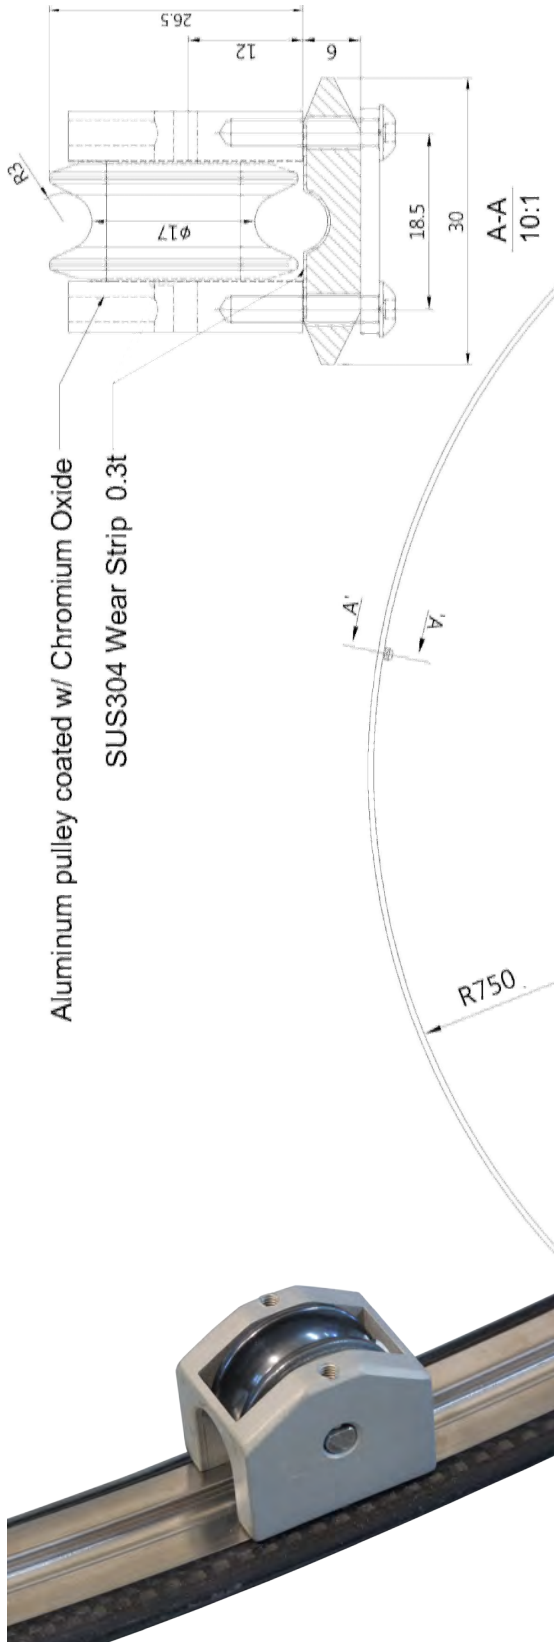 Aluminum pulley coated w/ Chromium Oxide
SUS304 Wear Strip 0.3t
R3
26.5
12
6
ø17
18.5
30
A-A
10:1
A'
A'
R750